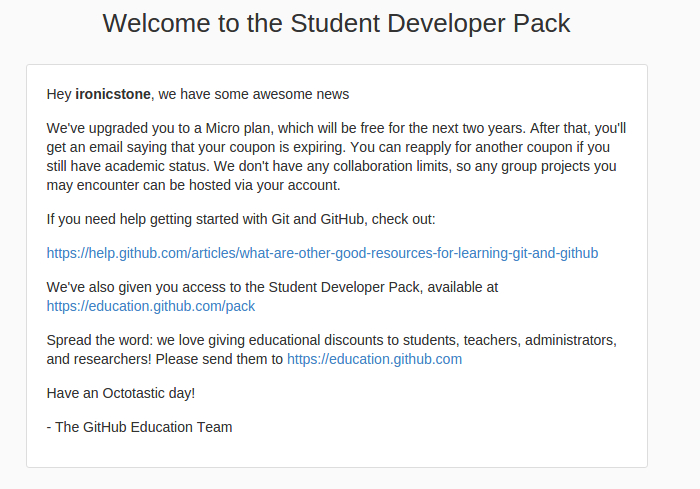 Welcome to the Student Developer Pack
Hey ironicstone, we have some awesome news
We've upgraded you to a Micro plan, which will be free for the next two years. After that, you'll
get an email saying that your coupon is expiring. You can reapply for another coupon if you
still have academic status. We don't have any collaboration limits, so any group projects you
may encounter can be hosted via your account.
If you need help getting started with Git and GitHub, check out:
https://help.github.com/articles/what-are-other-good-resources-for-learning-git-and-github
We've also given you access to the Student Developer Pack, available at
https://education.github.com/pack
Spread the word: we love giving educational discounts to students, teachers, administrators,
and researchers! Please send them to https://education.github.com
Have an Octotastic day!
- The GitHub Education Team